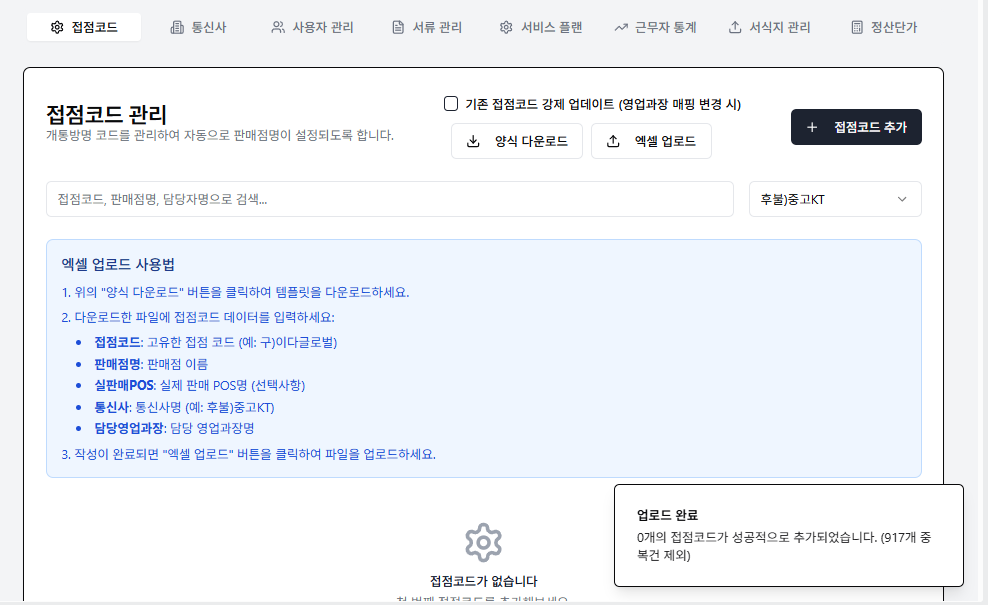 접점코드
통신사
사용자 관리
서류 관리
서비스 플랜
근무자 통계
서식지 관리
정산단가
접점코드 관리
개통방명 코드를 관리하여 자동으로 판매점명이 설정되도록 합니다.
기존 접점코드 강제 업데이트 (영업과장 매핑 변경 시)
양식 다운로드
엑셀 업로드
접점코드 추가
접점코드, 판매점명, 담당자명으로 검색...
후불)중고KT
엑셀 업로드 사용법
1. 위의 "양식 다운로드" 버튼을 클릭하여 템플릿을 다운로드하세요.
2. 다운로드한 파일에 접점코드 데이터를 입력하세요:
• 접점코드: 고유한 접점 코드 (예: 구)이다글로벌)
• 판매점명: 판매점 이름
• 실판매POS: 실제 판매 POS명 (선택사항)
• 통신사: 통신사명 (예: 후불)중고KT)
• 담당영업과장: 담당 영업과장명
3. 작성이 완료되면 "엑셀 업로드" 버튼을 클릭하여 파일을 업로드하세요.
접점코드가 없습니다
첫 번째 접점코드를 추가해보세요
업로드 완료
0개의 접점코드가 성공적으로 추가되었습니다. (917개 중
복건 제외)